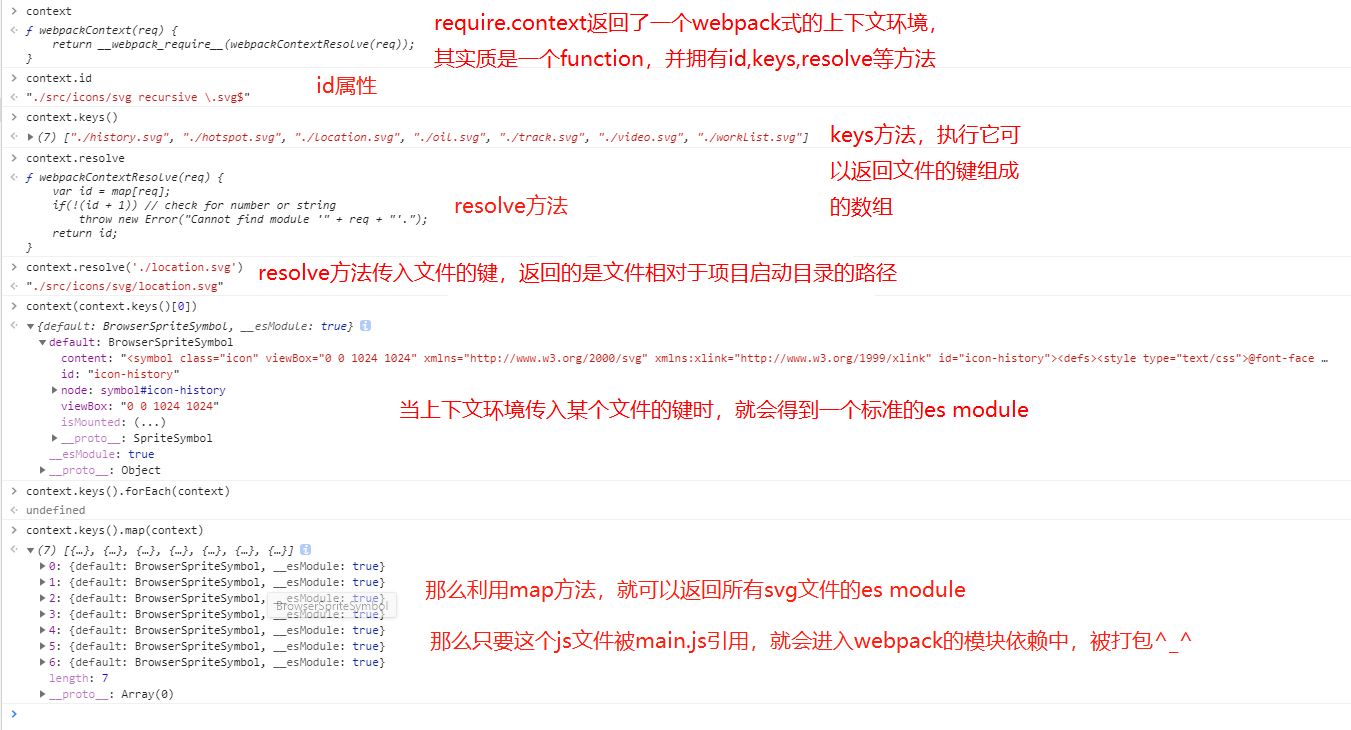 context
require.context返回了一个webpack式的上下文环境，
ƒ webpackContext(req) {
return __webpack_require__(webpackContextResolve(req));
}
其实质是一个function，并拥有id,keys,resolve等方法
context.id
id属性
"./src/icons/svg recursive \.svg$"
context.keys()
(7) ["./history.svg", "./hotspot.svg", "./location.svg", "./oil.svg", "./track.svg", "./video.svg", "./worklist.svg"]
keys方法，执行它可
以返回文件的键组成
的数组
context.resolve
ƒ webpackContextResolve(req) {
var id = map[req];
if(!(id + 1)) // check for number or string
throw new Error("Cannot find module '" + req + "'.");
return id;
}
resolve方法
context.resolve('./location.svg')
resolve方法传入文件的键，返回的是文件相对于项目启动目录的路径
"./src/icons/svg/location.svg"
context(context.keys()[0])
{default: BrowserSpriteSymbol, __esModule: true}
default: BrowserSpriteSymbol
content: "<symbol class="icon" viewBox="0 0 1024 1024" xmlns="http://www.w3.org/2000/svg" xmlns:xlink="http://www.w3.org/1999/xlink" id="icon-history"><defs><style type="text/css">@font-face …
id: "icon-history"
node: symbol#icon-history
viewBox: "0 0 1024 1024"
isMounted: (...)
__proto__: SpriteSymbol
__esModule: true
__proto__: Object
当上下文环境传入某个文件的键时，就会得到一个标准的es module
context.keys().forEach(context)
undefined
context.keys().map(context)
(7) [{…}, {…}, {…}, {…}, {…}, {…}, {…}]
0: {default: BrowserSpriteSymbol, __esModule: true}
1: {default: BrowserSpriteSymbol, __esModule: true}
2: {default: BrowserSpriteSymbol, __esModule: true}
BrowserSpriteSymbol
3: {default: BrowserSpriteSymbol, __esModule: true}
4: {default: BrowserSpriteSymbol, __esModule: true}
5: {default: BrowserSpriteSymbol, __esModule: true}
6: {default: BrowserSpriteSymbol, __esModule: true}
length: 7
__proto__: Array(0)
那么利用map方法，就可以返回所有svg文件的es module
那么只要这个js文件被main.js引用，就会进入webpack的模块依赖中，被打包^_^